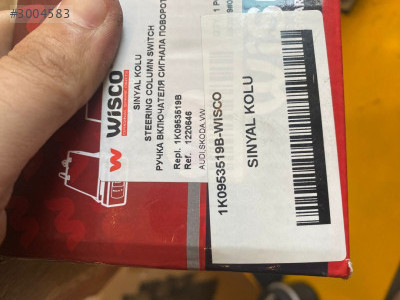 #3004583
WISCO
SINYAL KOLU
STEERING COLUMN SWITCH
РУЧКА ВКЛЮЧАТЕЛЯ СИГНАЛА ПОВОРОТ
Repl. 1K0953519B
Ref. 1220646
AUDI,SKODA,VW
1K0953519B-WISCO
SINYAL KOLU